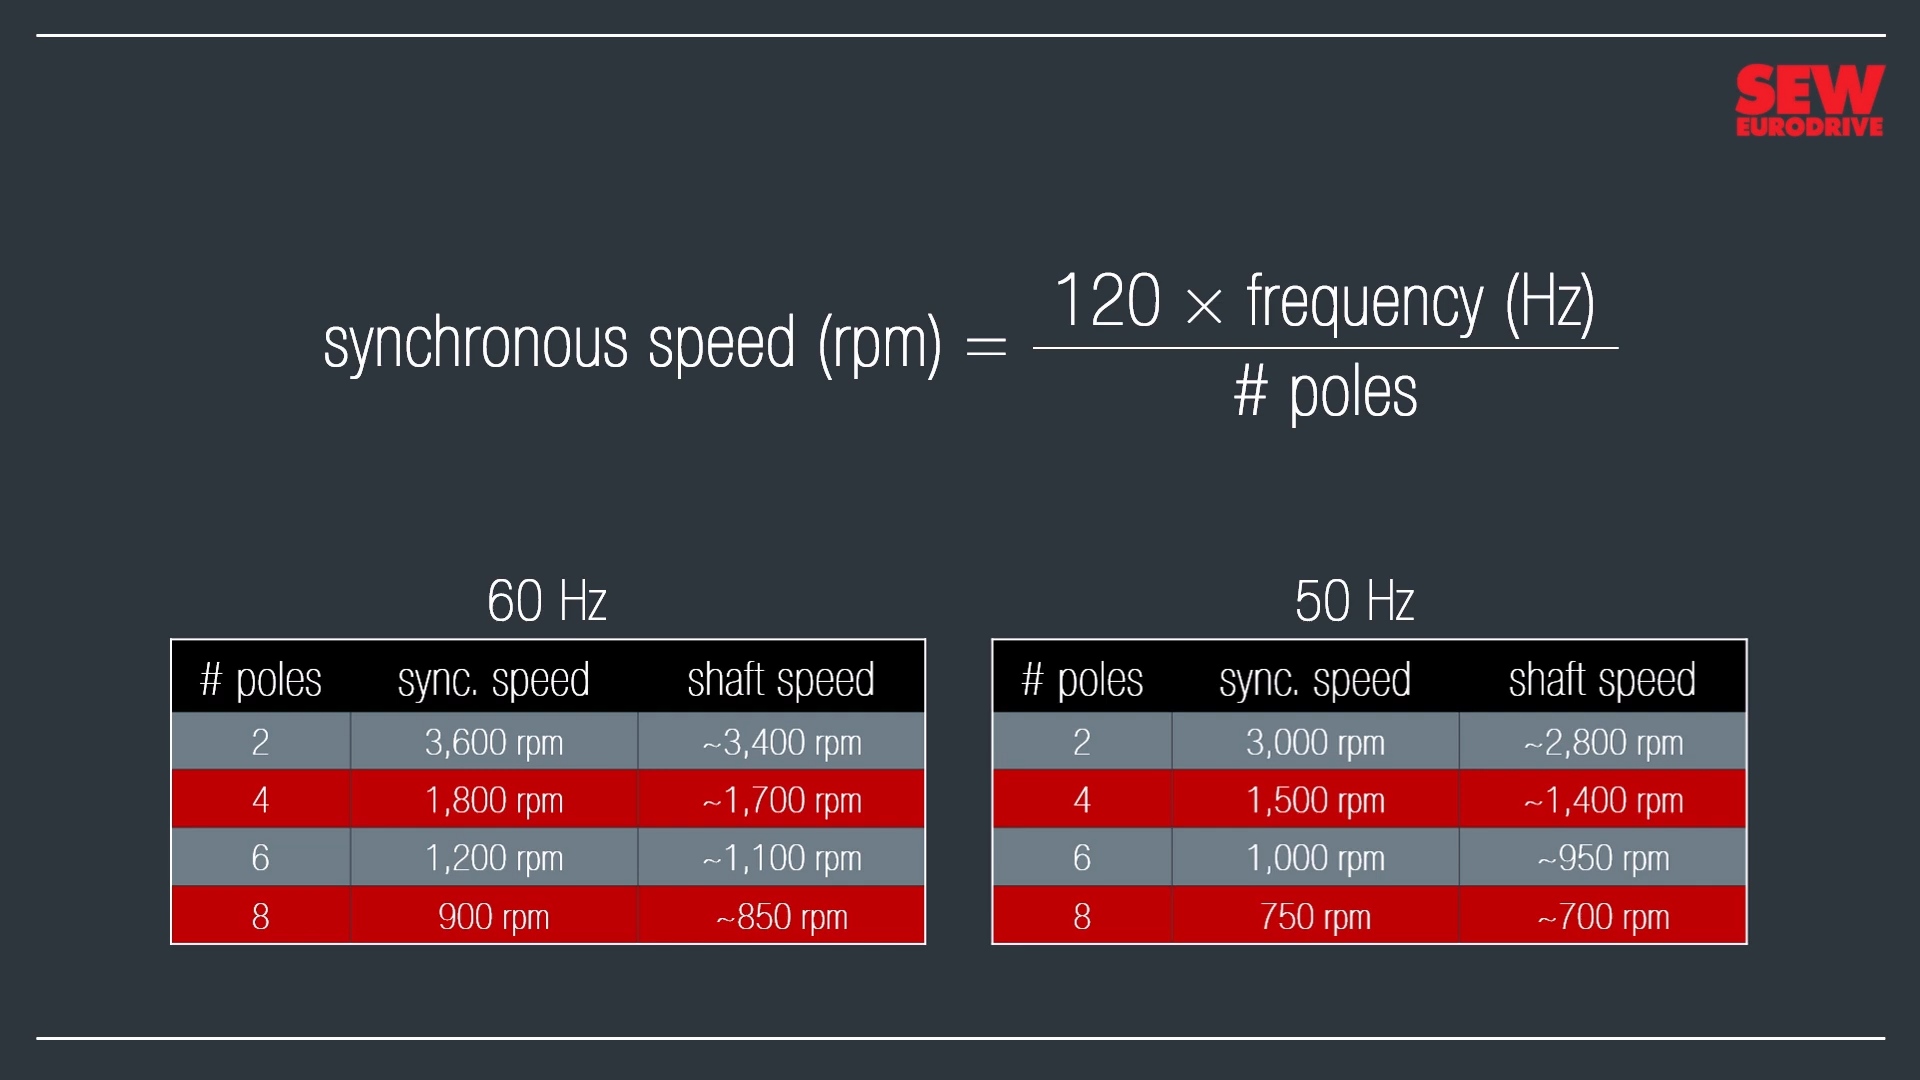 SEW
EURODRIVE
synchronous speed (rpm) = 120 × frequency (Hz) / # poles
60 Hz
# poles sync. speed shaft speed
2 3,600 rpm ~3,400 rpm
4 1,800 rpm ~1,700 rpm
6 1,200 rpm ~1,100 rpm
8 900 rpm ~850 rpm
50 Hz
# poles sync. speed shaft speed
2 3,000 rpm ~2,800 rpm
4 1,500 rpm ~1,400 rpm
6 1,000 rpm ~950 rpm
8 750 rpm ~700 rpm